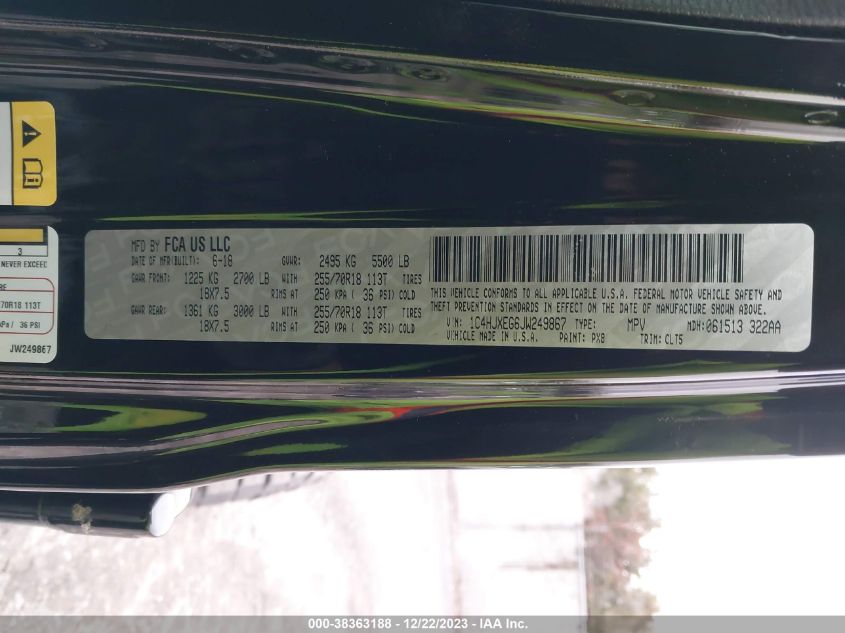 3
NEVER EXCEED
RE
70R18 113T
kPa/ 36 PSI
JW249867
MFD BY FCA US LLC
DATE OF MFR(BUILT): 6-18 GVWR: 2495 KG 5500 LB
GAWR FRONT: 1225 KG 2700 LB WITH 255/70R18 113T TIRES
18X7.5 RIMS AT 250 KPA ( 36 PSI) COLD
GAWR REAR: 1361 KG 3000 LB WITH 255/70R18 113T TIRES
18X7.5 RIMS AT 250 KPA ( 36 PSI) COLD
THIS VEHICLE CONFORMS TO ALL APPLICABLE U.S.A. FEDERAL MOTOR VEHICLE SAFETY AND
THEFT PREVENTION STANDARDS IN EFFECT ON THE DATE OF MANUFACTURE SHOWN ABOVE.
VIN: 1C4HJXEG6JW249867 TYPE: MPV MDH: 061513 322AA
VEHICLE MADE IN U.S.A. PAINT: PX8 TRIM: CLT5
000-38363188 - 12/22/2023 - IAAI.com